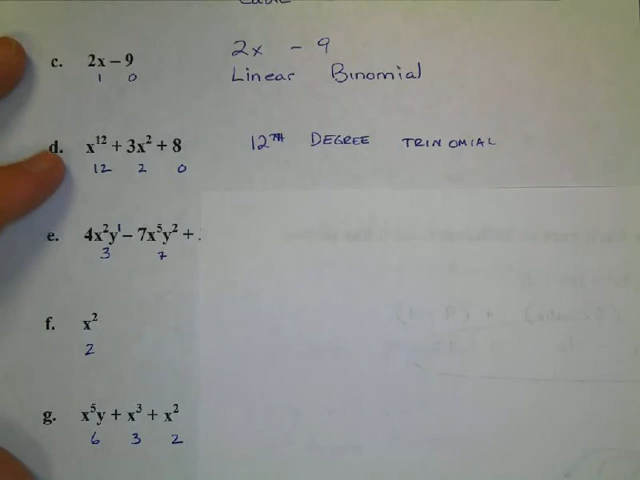 c. 2x – 9 2x - 9
1 0 Linear Binomial
d. x¹² + 3x² + 8 12TH DEGREE TRINOMIAL
12 2 0
e. 4x²y¹ – 7x⁵y² +
3 7
f. x²
2
g. x⁵y + x³ + x²
6 3 2